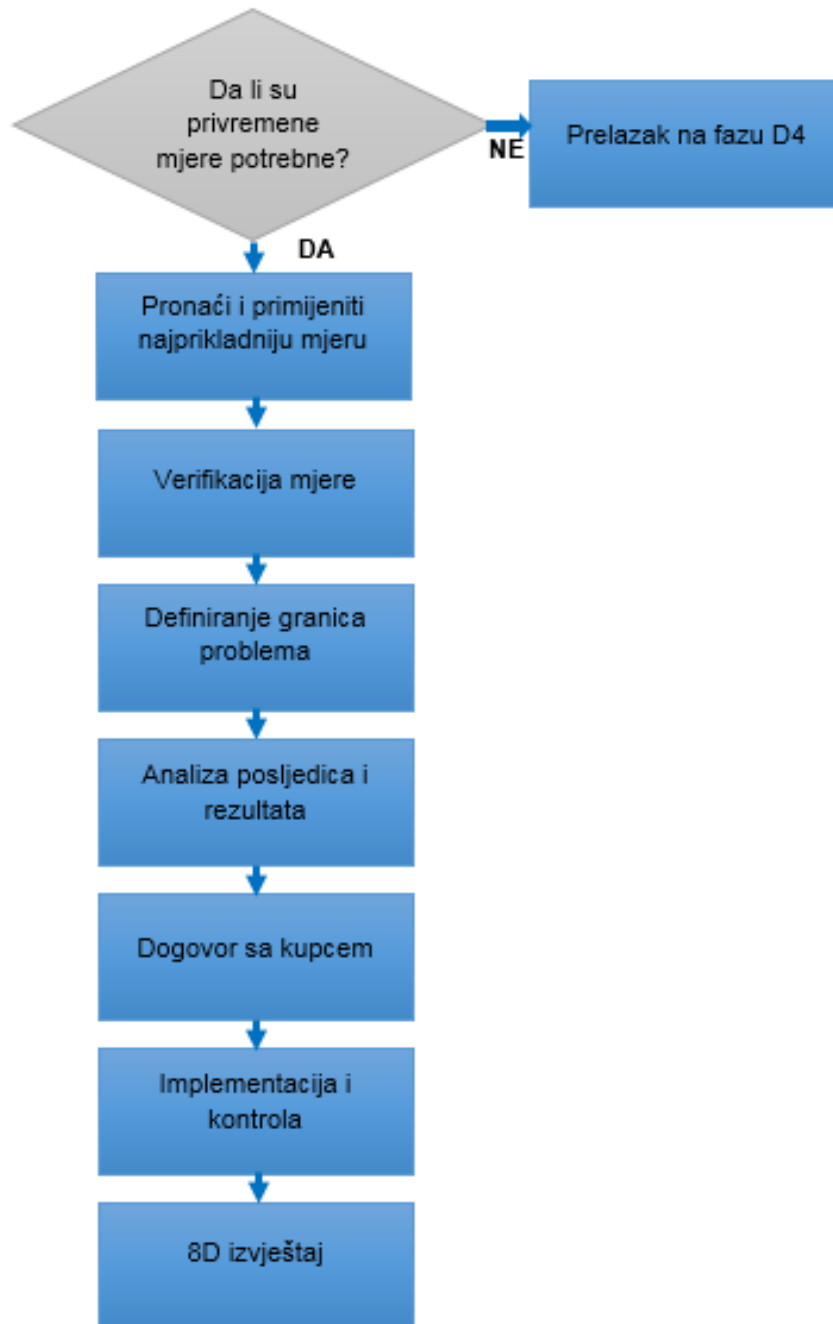 Da li su
privremene
mjere potrebne?
NE
Prelazak na fazu D4
DA
Pronaći i primijeniti
najprikladniju mjeru
Verifikacija mjere
Definiranje granica
problema
Analiza posljedica i
rezultata
Dogovor sa kupcem
Implementacija i
kontrola
8D izvještaj